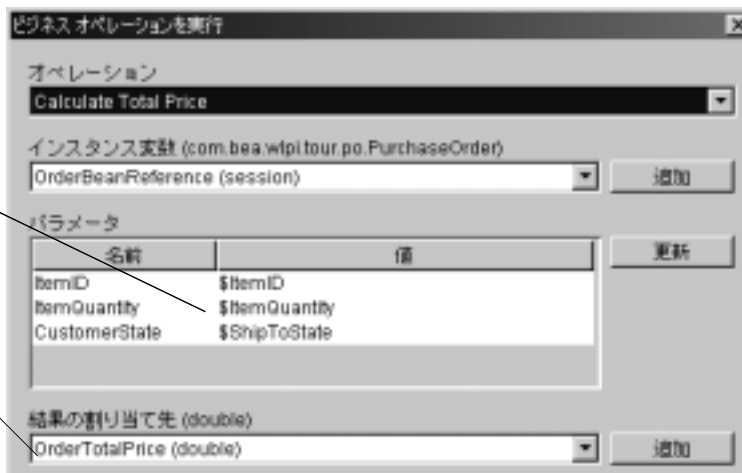 ビジネス オペレーションを実行
オペレーション
Calculate Total Price
インスタンス変数 (com.bea.wlpi.tour.po.PurchaseOrder)
OrderBeanReference (session)
追加
パラメータ
名前 値
更新
ItemID $ItemID
ItemQuantity $ItemQuantity
CustomerState $ShipToState
結果の割り当て先 (double)
OrderTotalPrice (double)
追加